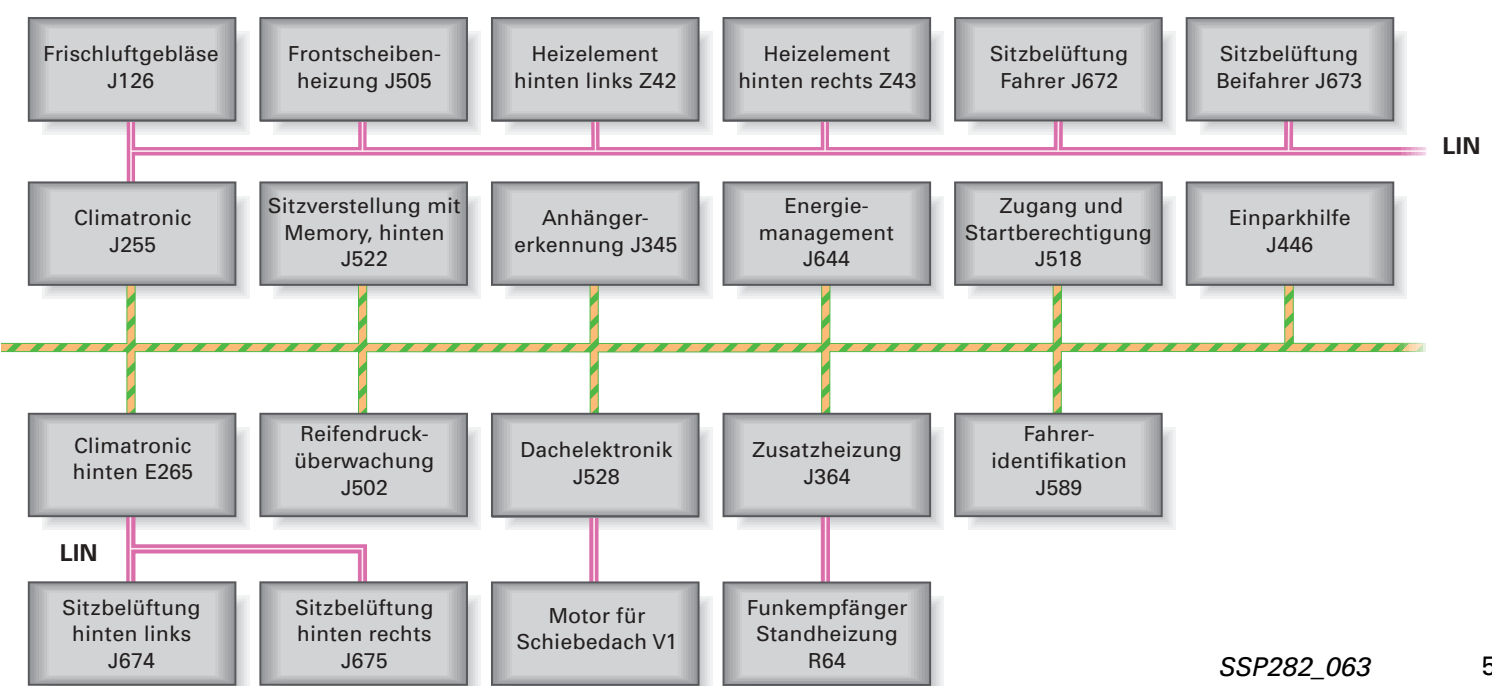 Frischluftgebläse
J126
Frontscheiben-
heizung J505
Heizelement
hinten links Z42
Heizelement
hinten rechts Z43
Sitzbelüftung
Fahrer J672
Sitzbelüftung
Beifahrer J673
LIN
Climatronic
J255
Sitzverstellung mit
Memory, hinten
J522
Anhänger-
erkennung J345
Energie-
management
J644
Zugang und
Startberechtigung
J518
Einparkhilfe
J446
Climatronic
hinten E265
Reifendruck-
überwachung
J502
Dachelektronik
J528
Zusatzheizung
J364
Fahrer-
identifikation
J589
LIN
Sitzbelüftung
hinten links
J674
Sitzbelüftung
hinten rechts
J675
Motor für
Schiebedach V1
Funkempfänger
Standheizung
R64
SSP282_063
5